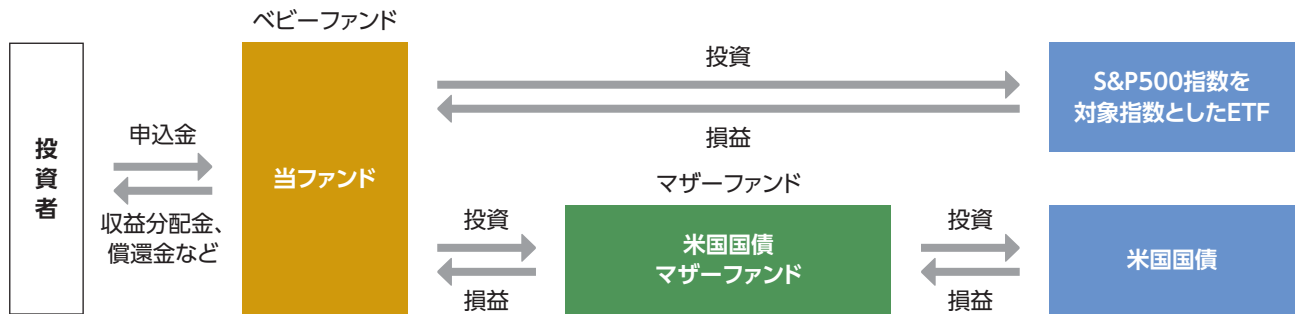 ベビーファンド
投資者
申込金
収益分配金、
償還金など
当ファンド
投資
損益
S&P500指数を
対象指数としたETF
マザーファンド
投資
損益
米国国債
マザーファンド
投資
損益
米国国債